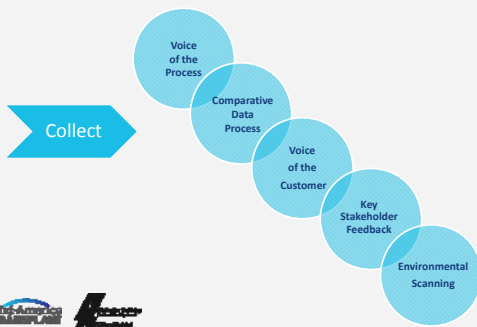 Voice
of the
Process
Comparative
Data
Process
Collect
Voice
of the
Customer
Key
Stakeholder
Feedback
Environmental
Scanning